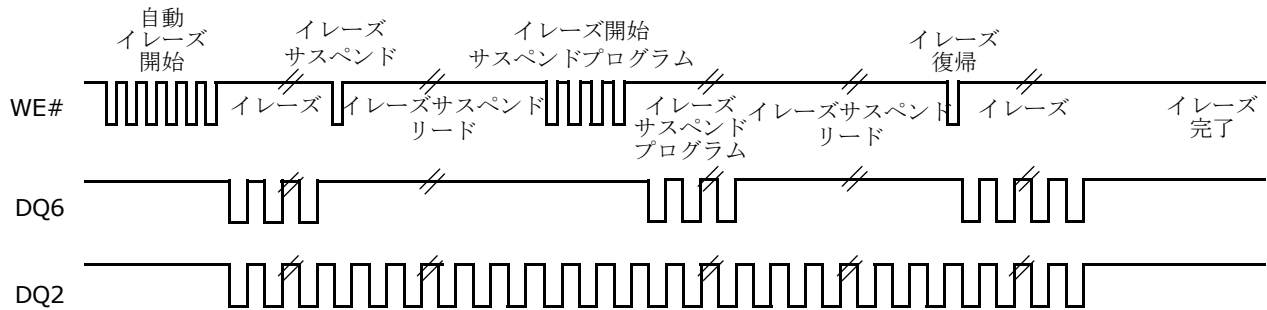 自動
イレーズ
開始
イレーズ
サスペンド
イレーズ開始
サスペンドプログラム
イレーズ
復帰
WE#
イレーズ
イレーズサスペンド
リード
イレーズ
サスペンド
プログラム
イレーズサスペンド
リード
イレーズ
イレーズ
完了
DQ6
DQ2